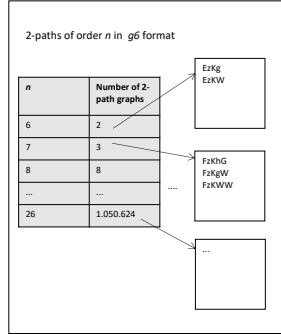 2-paths of order n in g6 format
n Number of 2-
path graphs
6 2
7 3
8 8
... ...
26 1.050.624
EzKg
EzKW
FzKhG
FzKgW
FzKWW
....
...